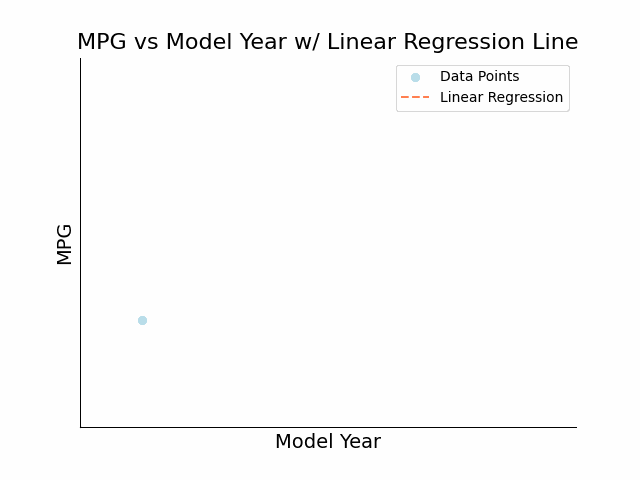 MPG vs Model Year w/ Linear Regression Line
Data Points
Linear Regression
MPG
Model Year